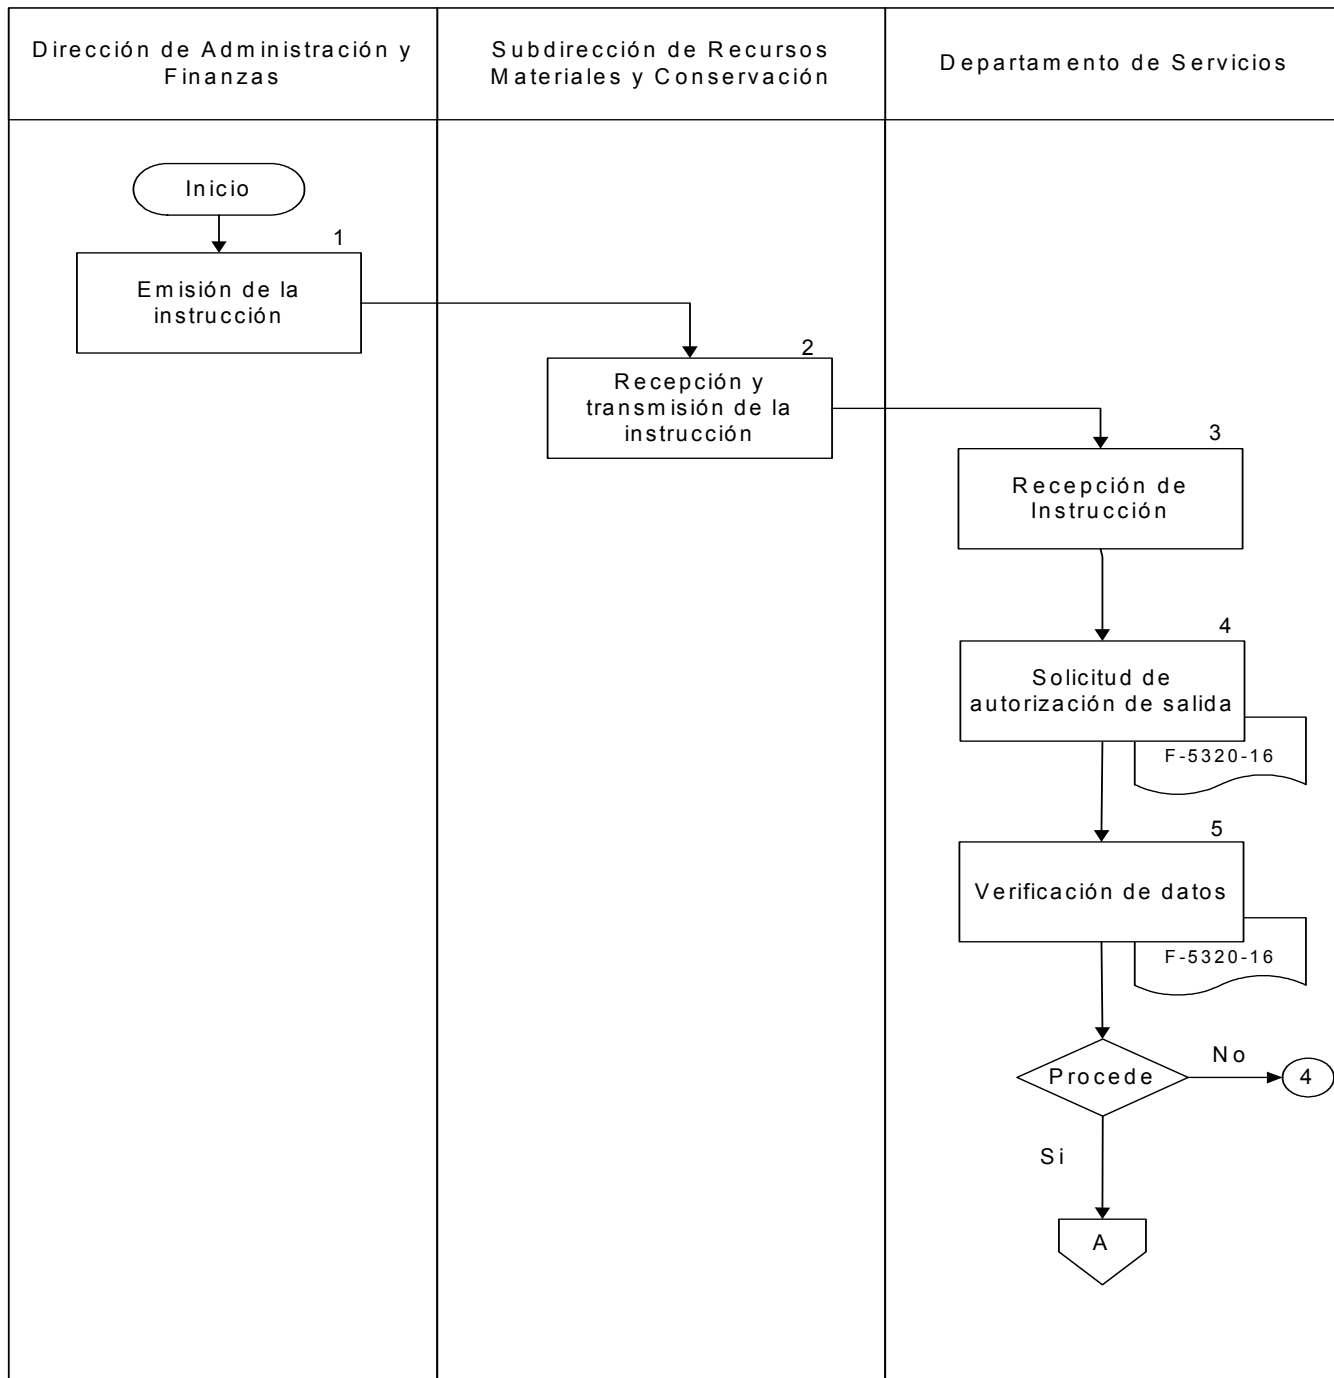 Dirección de Administración y
Finanzas
Subdirección de Recursos
Materiales y Conservación
Departamento de Servicios
Inicio
1
Emisión de la
instrucción
2
Recepción y
transmisión de la
instrucción
3
Recepción de
Instrucción
4
Solicitud de
autorización de salida
F-5320-16
5
Verificación de datos
F-5320-16
Procede
No
4
Si
A